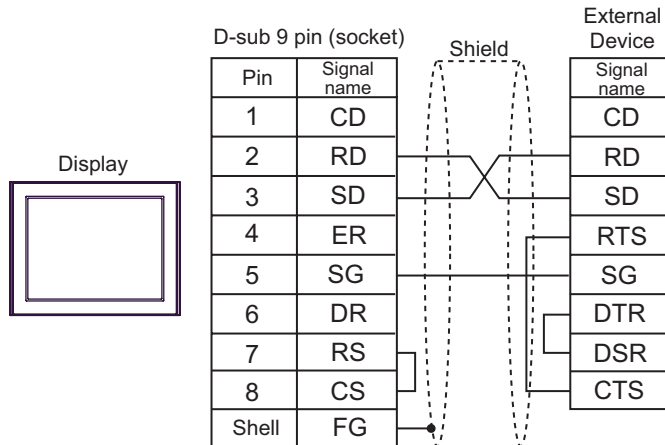 External
Device
D-sub 9 pin (socket)
Shield
Pin
Signal
name
Signal
name
1 CD CD
2 RD RD
3 SD SD
4 ER RTS
5 SG SG
6 DR DTR
7 RS DSR
8 CS CTS
Shell FG
Display